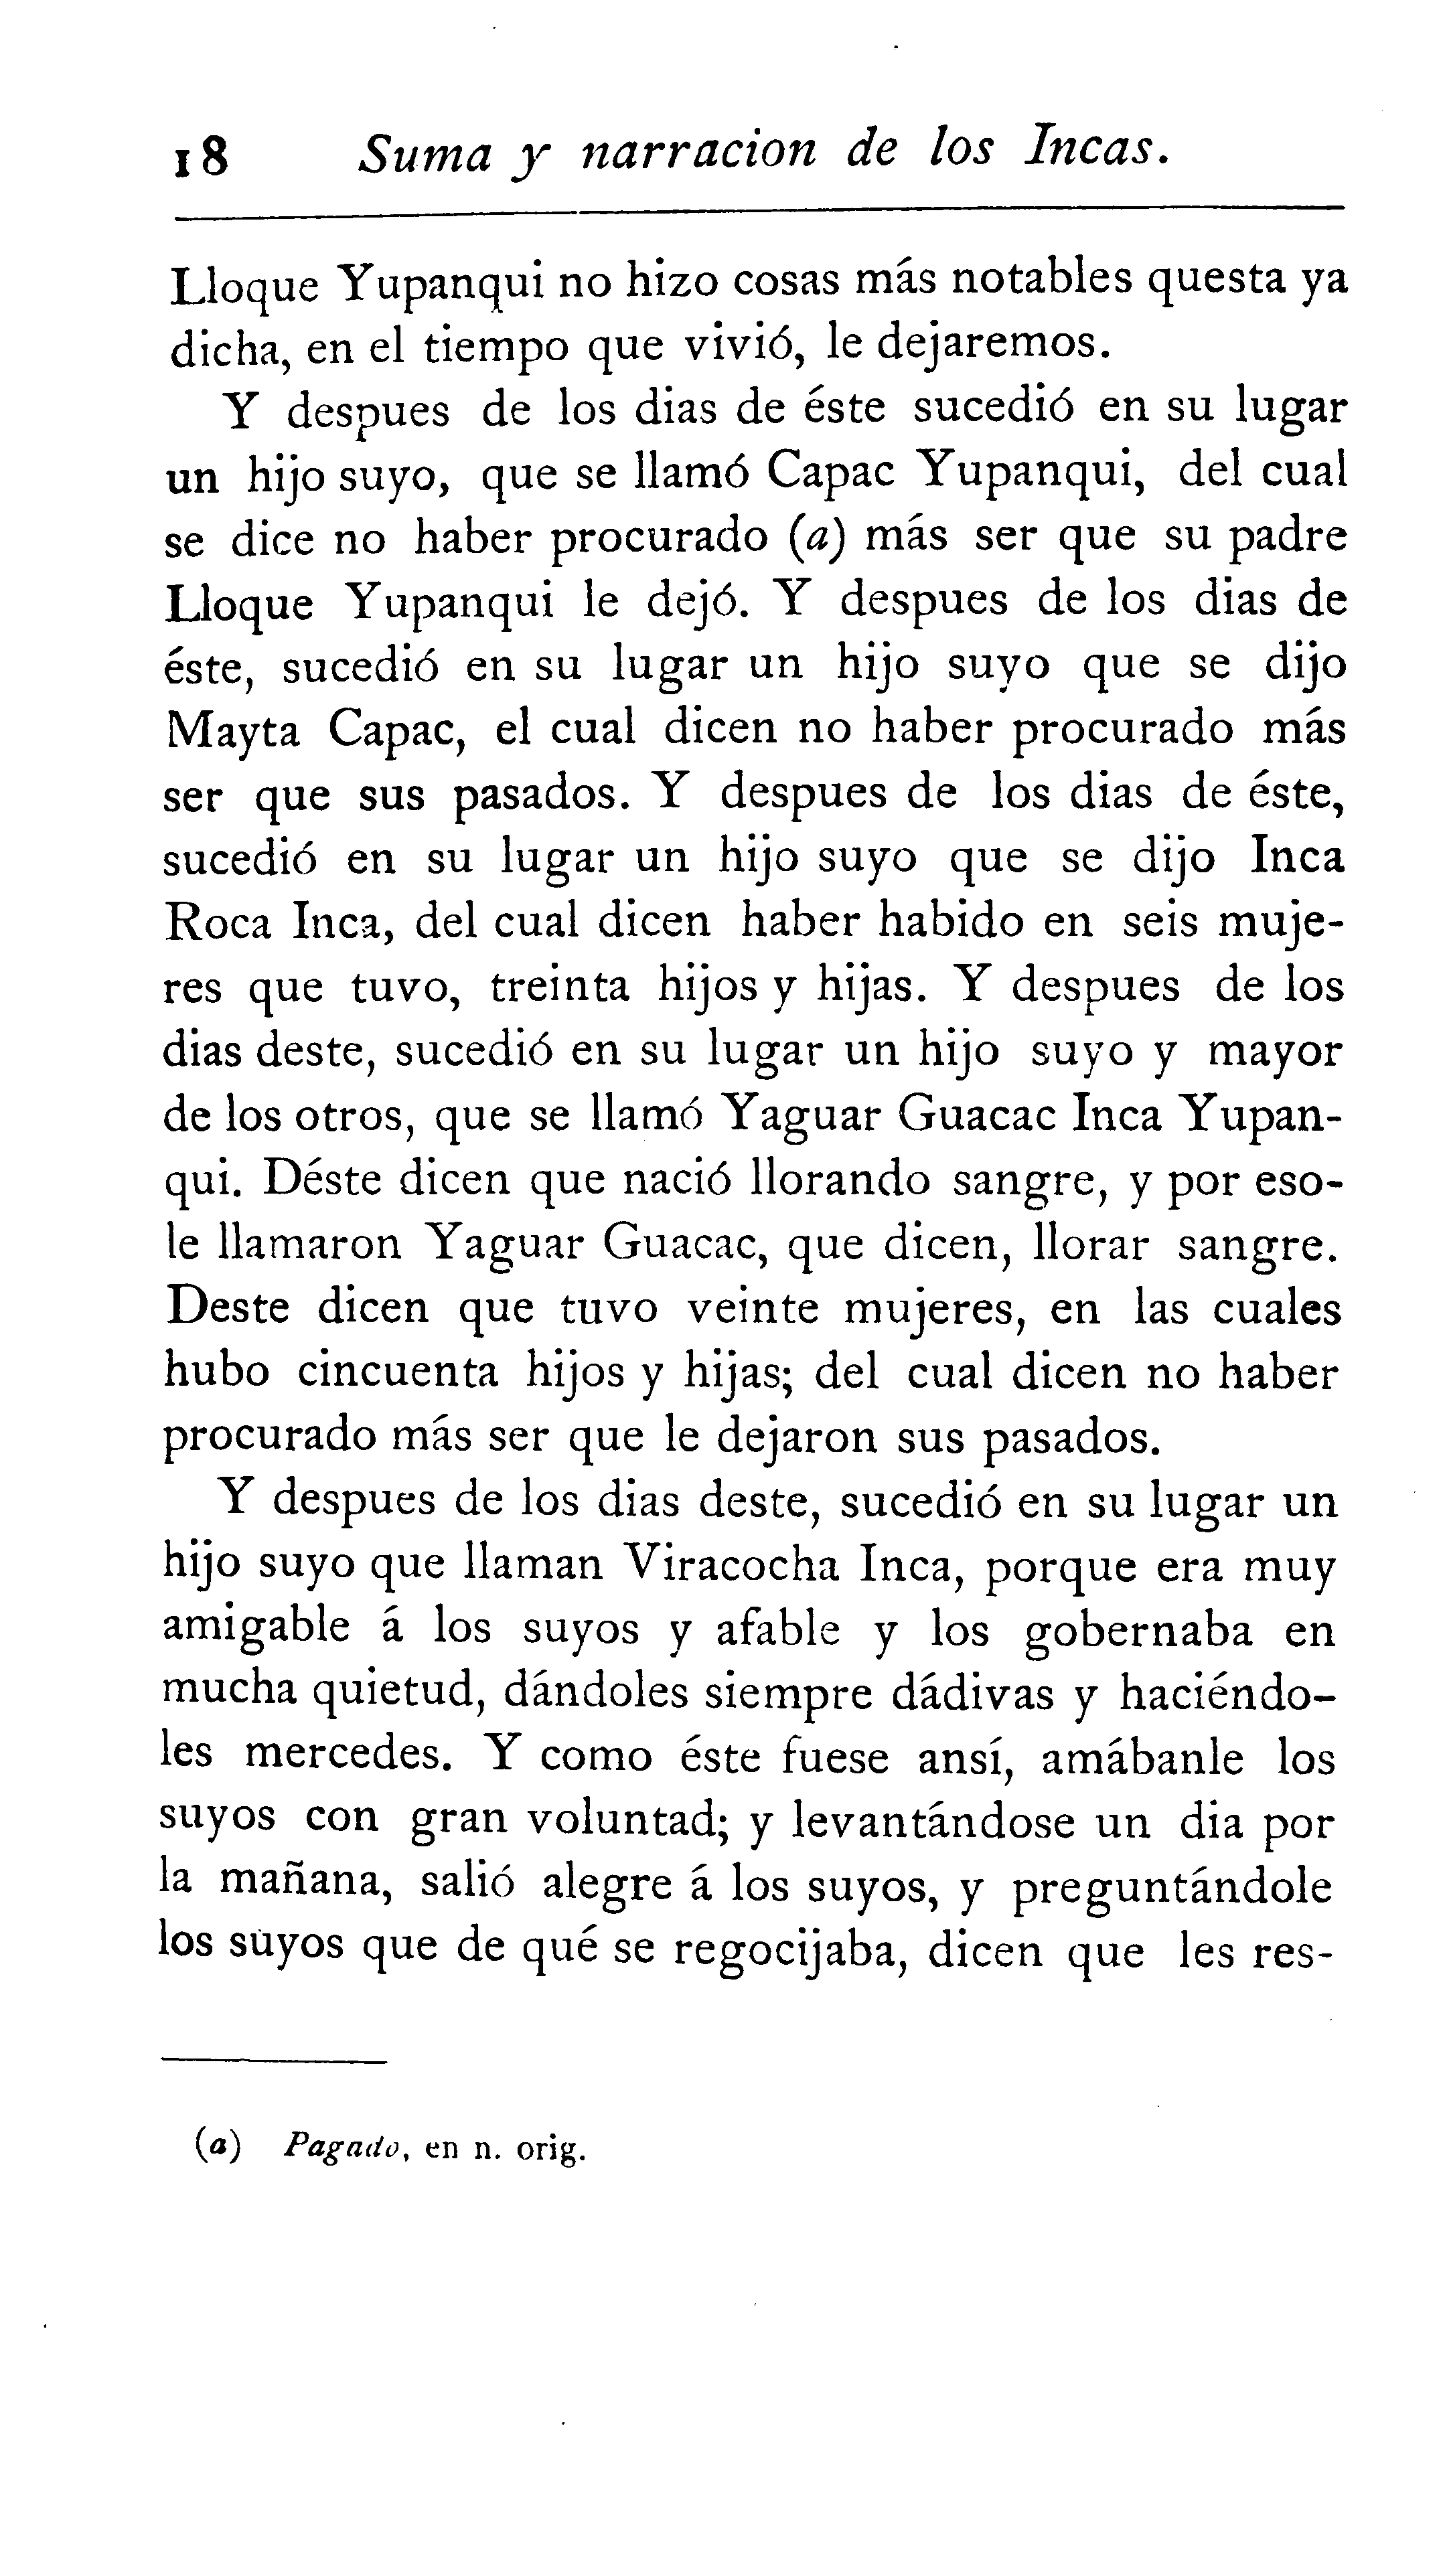 18 Suma y narracion de los Incas.
Lloque Yupanqui no hizo cosas más notables questa ya
dicha, en el tiempo que vivió, le dejaremos.
Y despues de los dias de éste sucedió en su lugar
un hijo suyo, que se llamó Capac Yupanqui, del cual
se dice no haber procurado (a) más ser que su padre
Lloque Yupanqui le dejó. Y despues de los dias de
éste, sucedió en su lugar un hijo suyo que se dijo
Mayta Capac, el cual dicen no haber procurado más
ser que sus pasados. Y despues de los dias de éste,
sucedió en su lugar un hijo suyo que se dijo Inca
Roca Inca, del cual dicen haber habido en seis muje-
res que tuvo, treinta hijos y hijas. Y despues de los
dias deste, sucedió en su lugar un hijo suyo y mayor
de los otros, que se llamó Yaguar Guacac Inca Yupan-
qui. Déste dicen que nació llorando sangre, y por eso-
le llamaron Yaguar Guacac, que dicen, llorar sangre.
Deste dicen que tuvo veinte mujeres, en las cuales
hubo cincuenta hijos y hijas; del cual dicen no haber
procurado más ser que le dejaron sus pasados.
Y despues de los dias deste, sucedió en su lugar un
hijo suyo que llaman Viracocha Inca, porque era muy
amigable á los suyos y afable y los gobernaba en
mucha quietud, dándoles siempre dádivas y haciéndo-
les mercedes. Y como éste fuese ansí, amábanle los
suyos con gran voluntad; y levantándose un dia por
la mañana, salió alegre á los suyos, y preguntándole
los suyos que de qué se regocijaba, dicen que les res-
(a) Pagado, en n. orig.